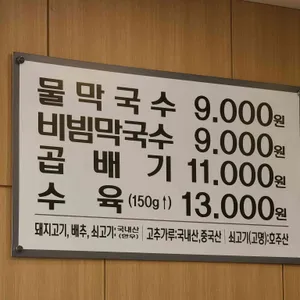 물막국수 9.000원
비빔막국수 9.000원
곱배기 11.000원
수육(150g↑) 13.000원
돼지고기, 배추, 쇠고기:국내산(한우) 고추가루:국내산,중국산 쇠고기(고명):호주산